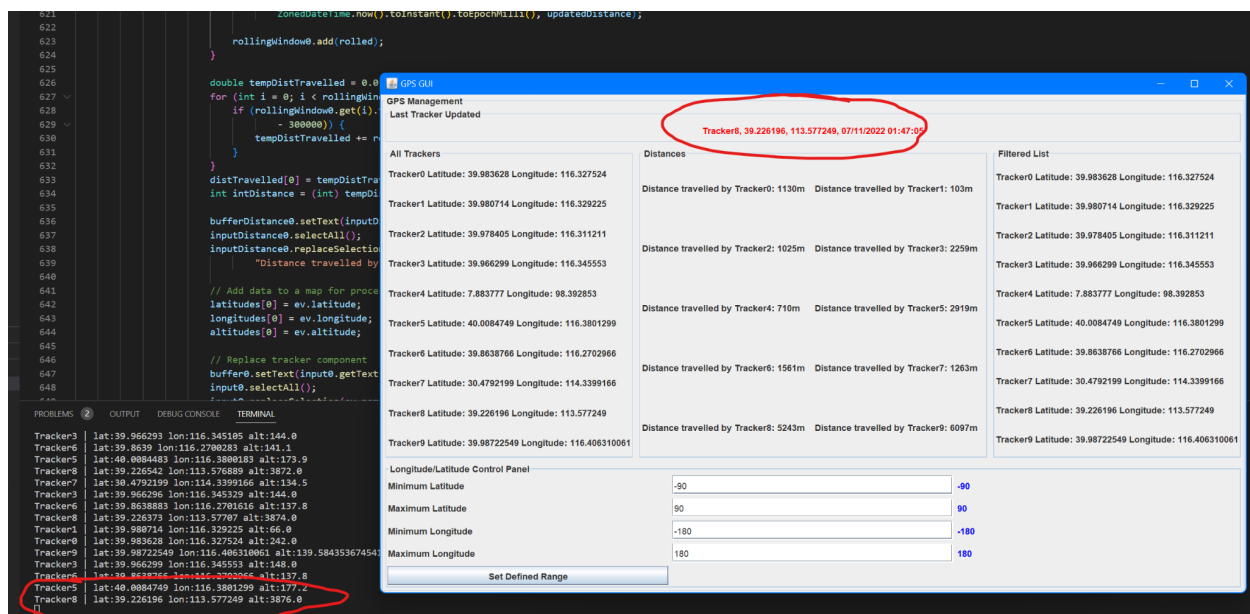 621 ZonedDateTime.now().toInstant().toEpochMilli(), updatedDistance);
622
623 rollingWindow0.add(rolled);
624 }
625
626 double tempDistTravelled = 0.0
627 for (int i = 0; i < rollingWin
628 if (rollingWindow0.get(i).
629 - 300000)) {
630 tempDistTravelled += r
631 }
632 }
633 distTravelled[0] = tempDistTra
634 int intDistance = (int) tempDi
635
636 bufferDistance0.setText(inputD
637 inputDistance0.selectAll();
638 inputDistance0.replaceSelectio
639 "Distance travelled by
640
641 // Add data to a map for proce
642 latitudes[0] = ev.latitude;
643 longitudes[0] = ev.longitude;
644 altitudes[0] = ev.altitude;
645
646 // Replace tracker component
647 buffer0.setText(input0.getText
648 input0.selectAll();
PROBLEMS 2 OUTPUT DEBUG CONSOLE TERMINAL
Tracker3 | lat:39.966293 lon:116.345105 alt:144.0
Tracker6 | lat:39.8639 lon:116.2700283 alt:141.1
Tracker5 | lat:40.0084483 lon:116.3800183 alt:173.9
Tracker8 | lat:39.226542 lon:113.576889 alt:3872.0
Tracker7 | lat:30.4792199 lon:114.3399166 alt:134.5
Tracker3 | lat:39.966296 lon:116.345329 alt:144.0
Tracker6 | lat:39.8638883 lon:116.2701616 alt:137.8
Tracker8 | lat:39.226373 lon:113.57707 alt:3874.0
Tracker1 | lat:39.980714 lon:116.329225 alt:66.0
Tracker0 | lat:39.983628 lon:116.327524 alt:242.0
Tracker9 | lat:39.98722549 lon:116.406310061 alt:139.584353674541
Tracker3 | lat:39.966299 lon:116.345553 alt:148.0
Tracker6 | lat:39.8638766 lon:116.2702966 alt:137.8
Tracker5 | lat:40.0084749 lon:116.3801299 alt:177.2
Tracker8 | lat:39.226196 lon:113.577249 alt:3876.0
GPS GUI
GPS Management
Last Tracker Updated
Tracker8, 39.226196, 113.577249, 07/11/2022 01:47:05
All Trackers
Tracker0 Latitude: 39.983628 Longitude: 116.327524
Tracker1 Latitude: 39.980714 Longitude: 116.329225
Tracker2 Latitude: 39.978405 Longitude: 116.311211
Tracker3 Latitude: 39.966299 Longitude: 116.345553
Tracker4 Latitude: 7.883777 Longitude: 98.392853
Tracker5 Latitude: 40.0084749 Longitude: 116.3801299
Tracker6 Latitude: 39.8638766 Longitude: 116.2702966
Tracker7 Latitude: 30.4792199 Longitude: 114.3399166
Tracker8 Latitude: 39.226196 Longitude: 113.577249
Tracker9 Latitude: 39.98722549 Longitude: 116.406310061
Distances
Distance travelled by Tracker0: 1130m Distance travelled by Tracker1: 103m
Distance travelled by Tracker2: 1025m Distance travelled by Tracker3: 2259m
Distance travelled by Tracker4: 710m Distance travelled by Tracker5: 2919m
Distance travelled by Tracker6: 1561m Distance travelled by Tracker7: 1263m
Distance travelled by Tracker8: 5243m Distance travelled by Tracker9: 6097m
Filtered List
Tracker0 Latitude: 39.983628 Longitude: 116.327524
Tracker1 Latitude: 39.980714 Longitude: 116.329225
Tracker2 Latitude: 39.978405 Longitude: 116.311211
Tracker3 Latitude: 39.966299 Longitude: 116.345553
Tracker4 Latitude: 7.883777 Longitude: 98.392853
Tracker5 Latitude: 40.0084749 Longitude: 116.3801299
Tracker6 Latitude: 39.8638766 Longitude: 116.2702966
Tracker7 Latitude: 30.4792199 Longitude: 114.3399166
Tracker8 Latitude: 39.226196 Longitude: 113.577249
Tracker9 Latitude: 39.98722549 Longitude: 116.406310061
Longitude/Latitude Control Panel
Minimum Latitude -90 -90
Maximum Latitude 90 90
Minimum Longitude -180 -180
Maximum Longitude 180 180
Set Defined Range